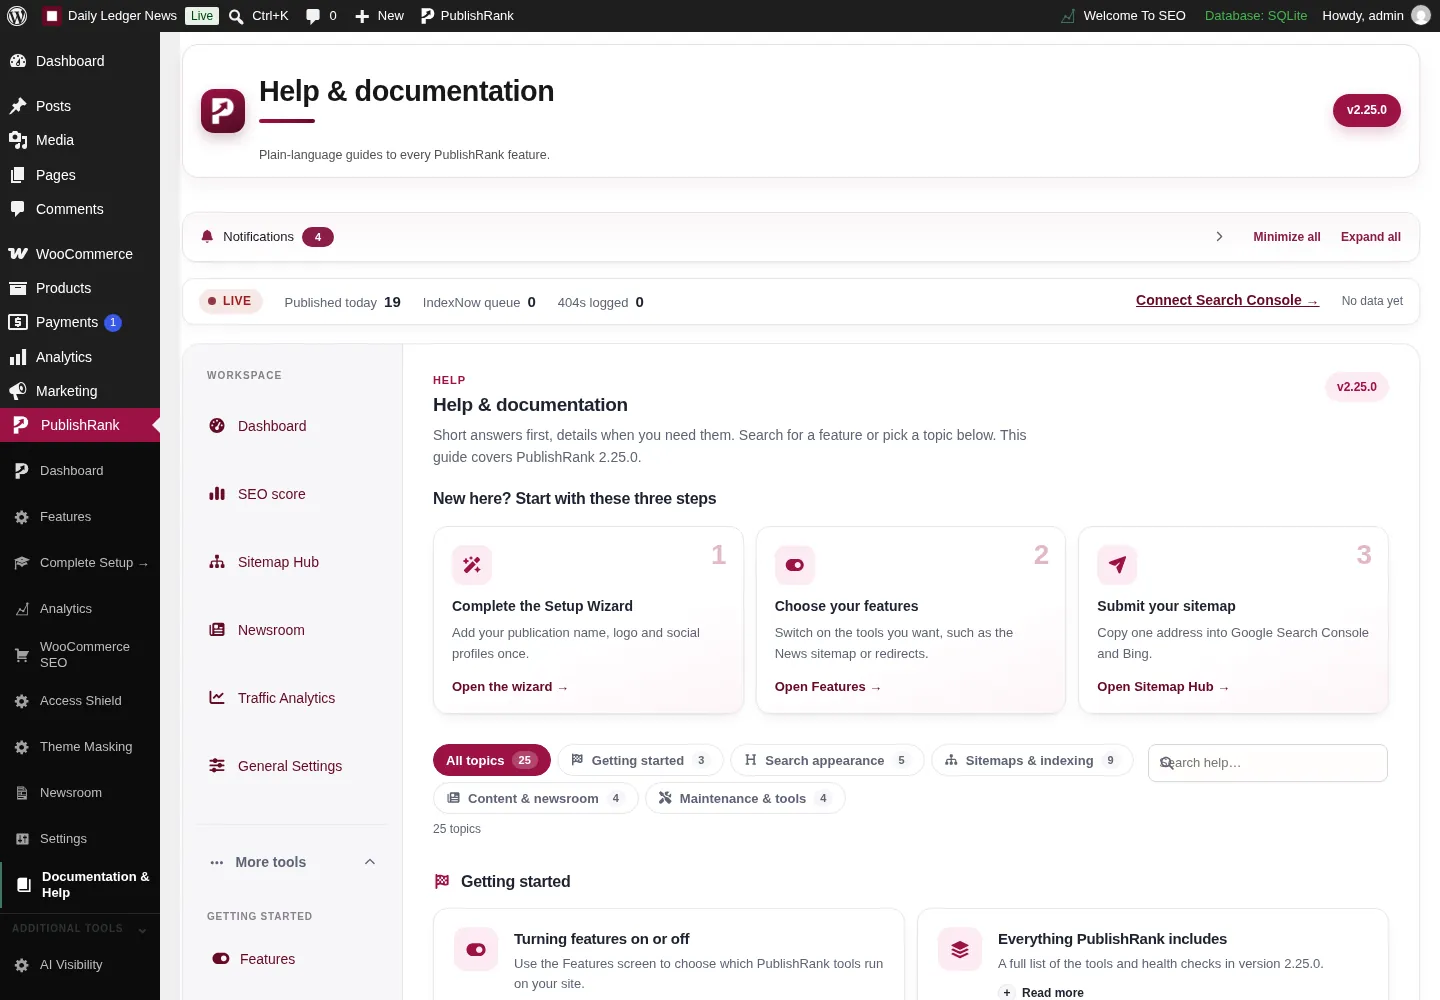 Daily Ledger News Live Ctrl+K 0 New PublishRank Welcome To SEO Database: SQLite Howdy, admin
Dashboard
Posts
Media
Pages
Comments
WooCommerce
Products
Payments 1
Analytics
Marketing
PublishRank
Dashboard
Features
Complete Setup →
Analytics
WooCommerce
SEO
Access Shield
Theme Masking
Newsroom
Settings
Documentation &
Help
ADDITIONAL TOOLS
AI Visibility
Help & documentation
Plain-language guides to every PublishRank feature.
v2.25.0
Notifications 4 Minimize all Expand all
LIVE Published today 19 IndexNow queue 0 404s logged 0 Connect Search Console → No data yet
WORKSPACE
Dashboard
SEO score
Sitemap Hub
Newsroom
Traffic Analytics
General Settings
More tools
GETTING STARTED
Features
HELP
Help & documentation
v2.25.0
Short answers first, details when you need them. Search for a feature or pick a topic below. This
guide covers PublishRank 2.25.0.
New here? Start with these three steps
1
Complete the Setup Wizard
Add your publication name, logo and social
profiles once.
Open the wizard →
2
Choose your features
Switch on the tools you want, such as the
News sitemap or redirects.
Open Features →
3
Submit your sitemap
Copy one address into Google Search Console
and Bing.
Open Sitemap Hub →
All topics 25 Getting started 3 Search appearance 5 Sitemaps & indexing 9 Search help…
Content & newsroom 4 Maintenance & tools 4
25 topics
Getting started
Turning features on or off
Use the Features screen to choose which PublishRank tools run
on your site.
Everything PublishRank includes
A full list of the tools and health checks in version 2.25.0.
+ Read more